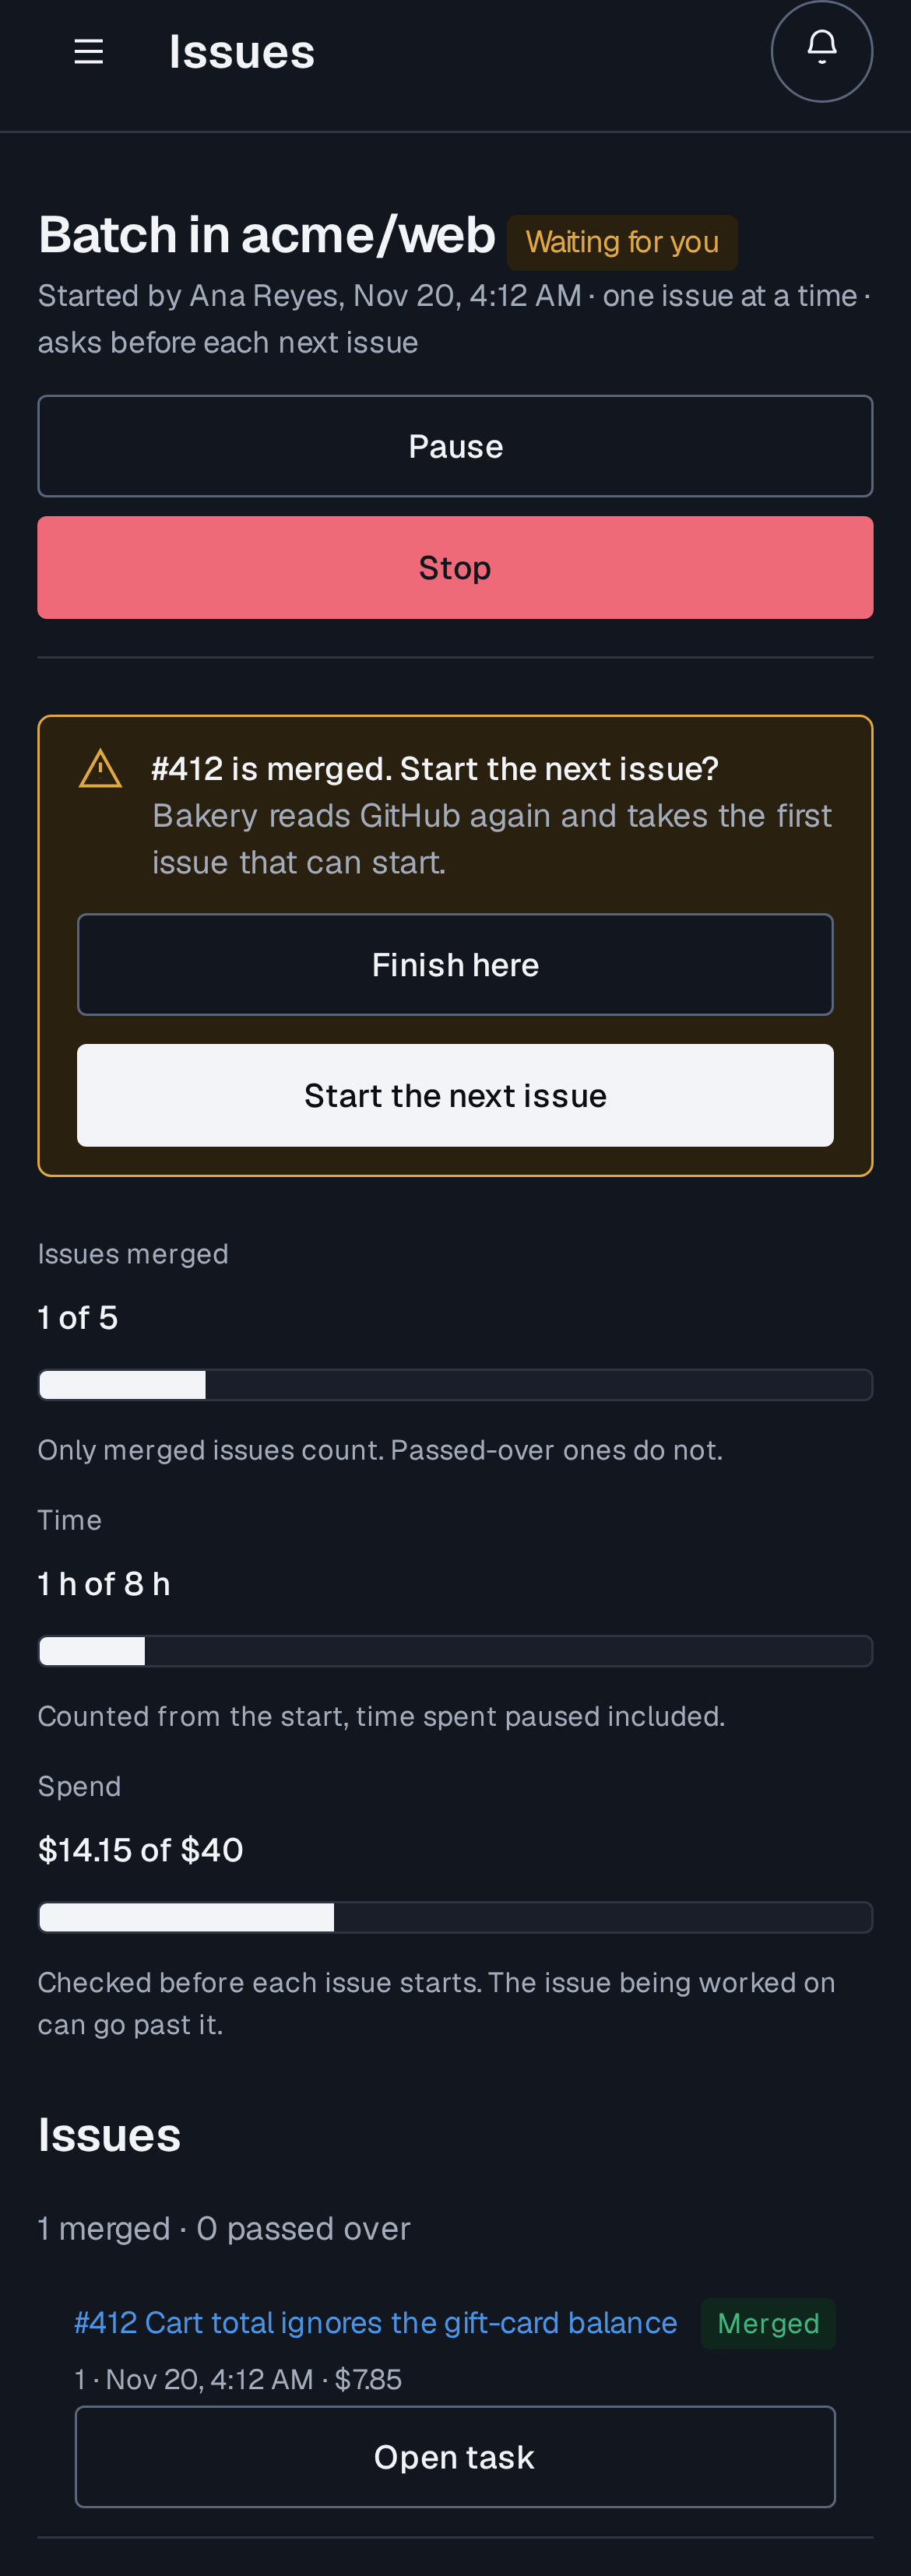 Issues
Batch in acme/web Waiting for you
Started by Ana Reyes, Nov 20, 4:12 AM · one issue at a time ·
asks before each next issue
Pause
Stop
#412 is merged. Start the next issue?
Bakery reads GitHub again and takes the first
issue that can start.
Finish here
Start the next issue
Issues merged
1 of 5
Only merged issues count. Passed-over ones do not.
Time
1 h of 8 h
Counted from the start, time spent paused included.
Spend
$14.15 of $40
Checked before each issue starts. The issue being worked on
can go past it.
Issues
1 merged · 0 passed over
#412 Cart total ignores the gift-card balance Merged
1 · Nov 20, 4:12 AM · $7.85
Open task